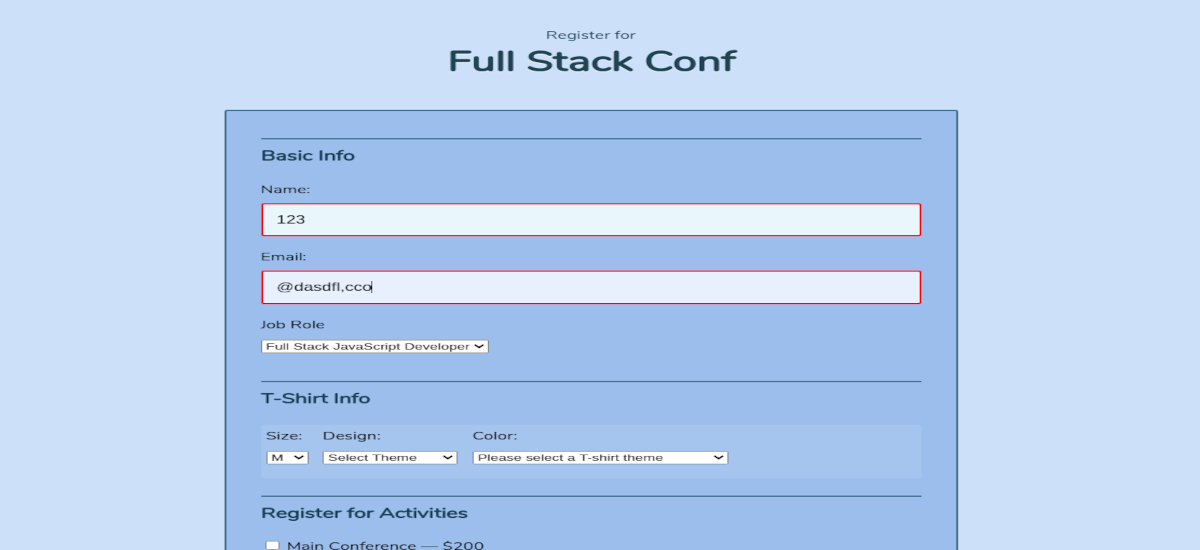 Register for
Full Stack Conf
Basic Info
Name:
123
Email:
@dasdfl,cco
Job Role
Full Stack JavaScript Developer
T-Shirt Info
Size: Design: Color:
M Select Theme Please select a T-shirt theme
Register for Activities
Main Conference — $200